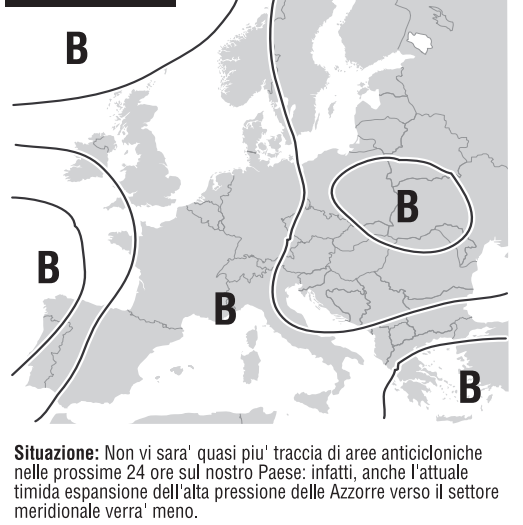 B
B
B
B
B
Situazione: Non vi sara' quasi piu' traccia di aree anticicloniche
nelle prossime 24 ore sul nostro Paese: infatti, anche l'attuale
timida espansione dell'alta pressione delle Azzorre verso il settore
meridionale verra' meno.